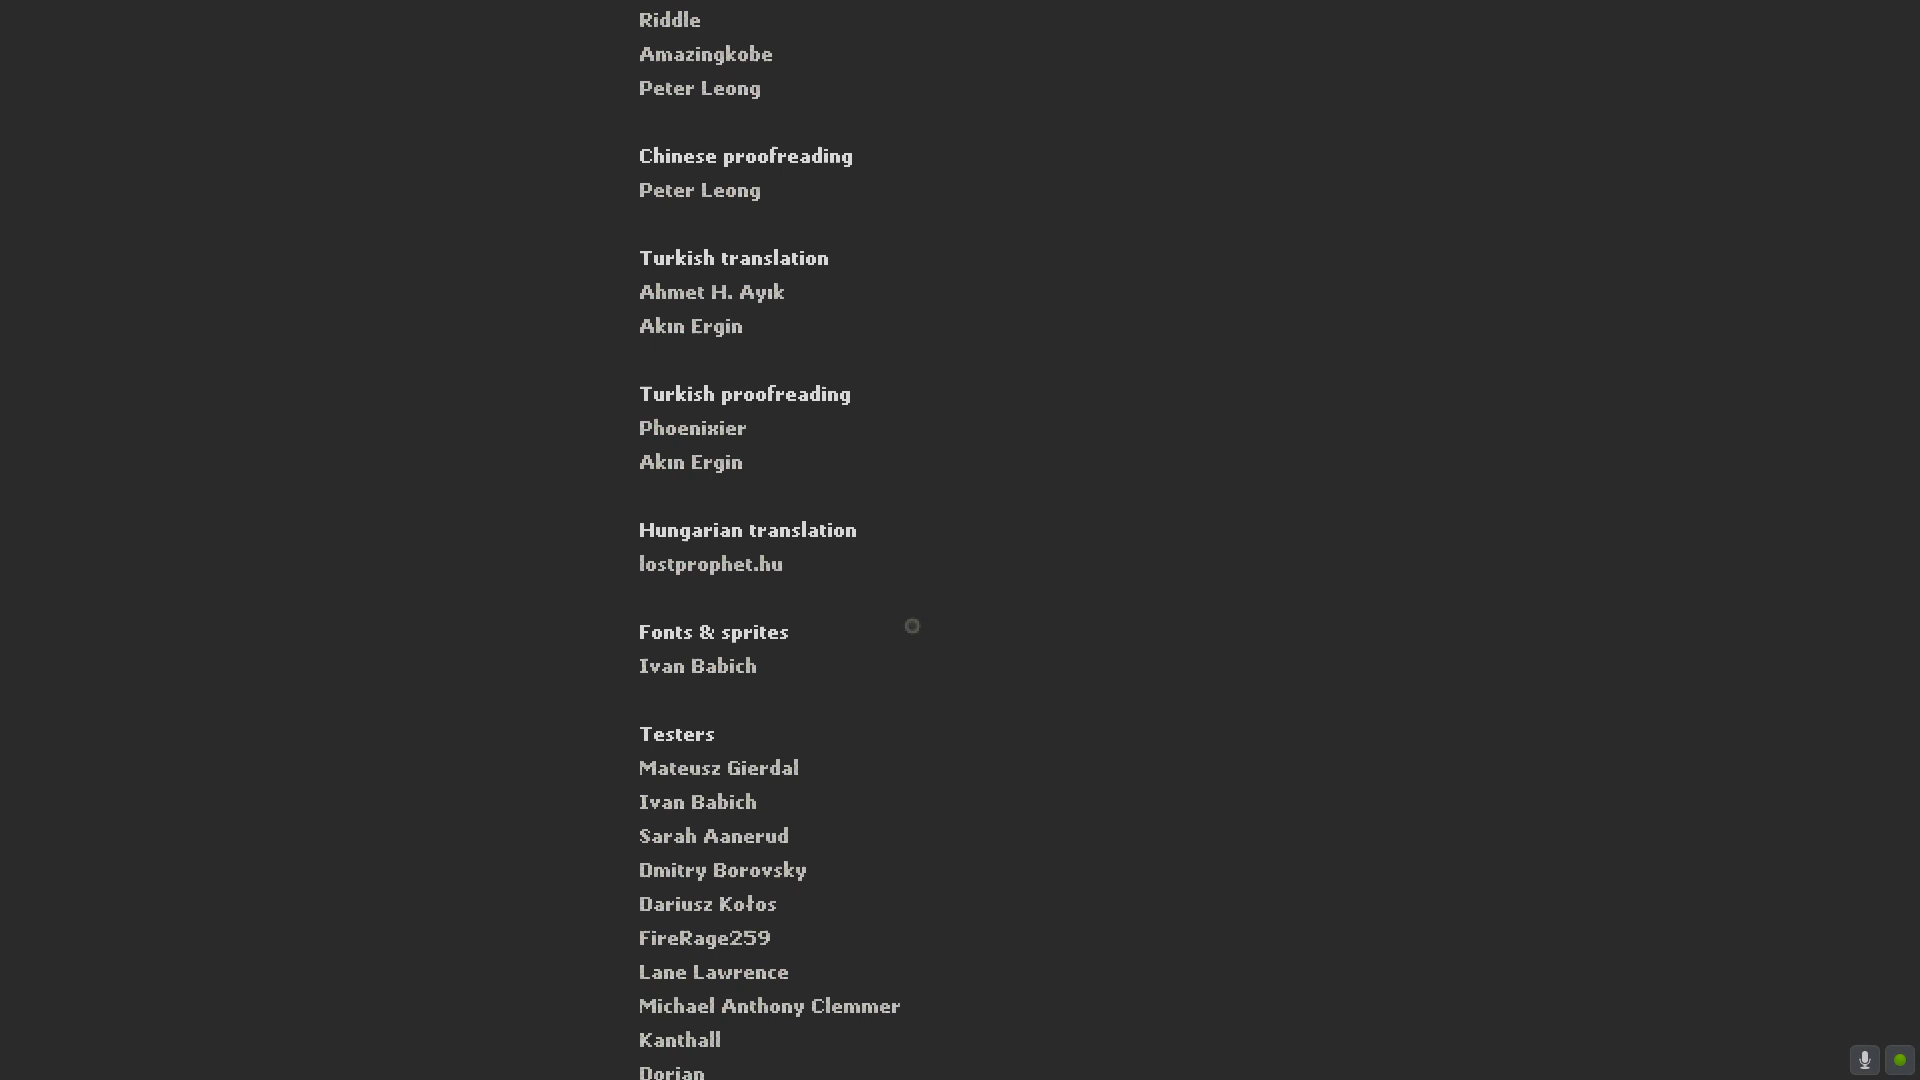 Riddle
Amazingkobe
Peter Leong
Chinese proofreading
Peter Leong
Turkish translation
Ahmet H. Ayık
Akın Ergin
Turkish proofreading
Phoenixier
Akın Ergin
Hungarian translation
lostprophet.hu
Fonts & sprites
Ivan Babich
Testers
Mateusz Gierdal
Ivan Babich
Sarah Aanerud
Dmitry Borovsky
Dariusz Kołos
FireRage259
Lane Lawrence
Michael Anthony Clemmer
Kanthall
Dorian